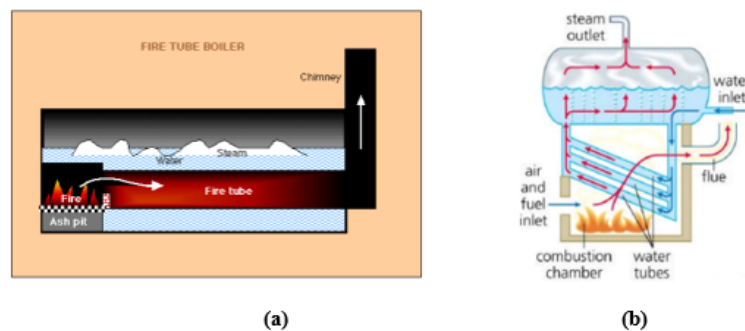 FIRE TUBE BOILER
Chimney
Steam
Water
Fire tube
Fire
Ash pit
(a)
steam
outlet
water
inlet
air
and
fuel
inlet
flue
combustion
chamber
water
tubes
(b)